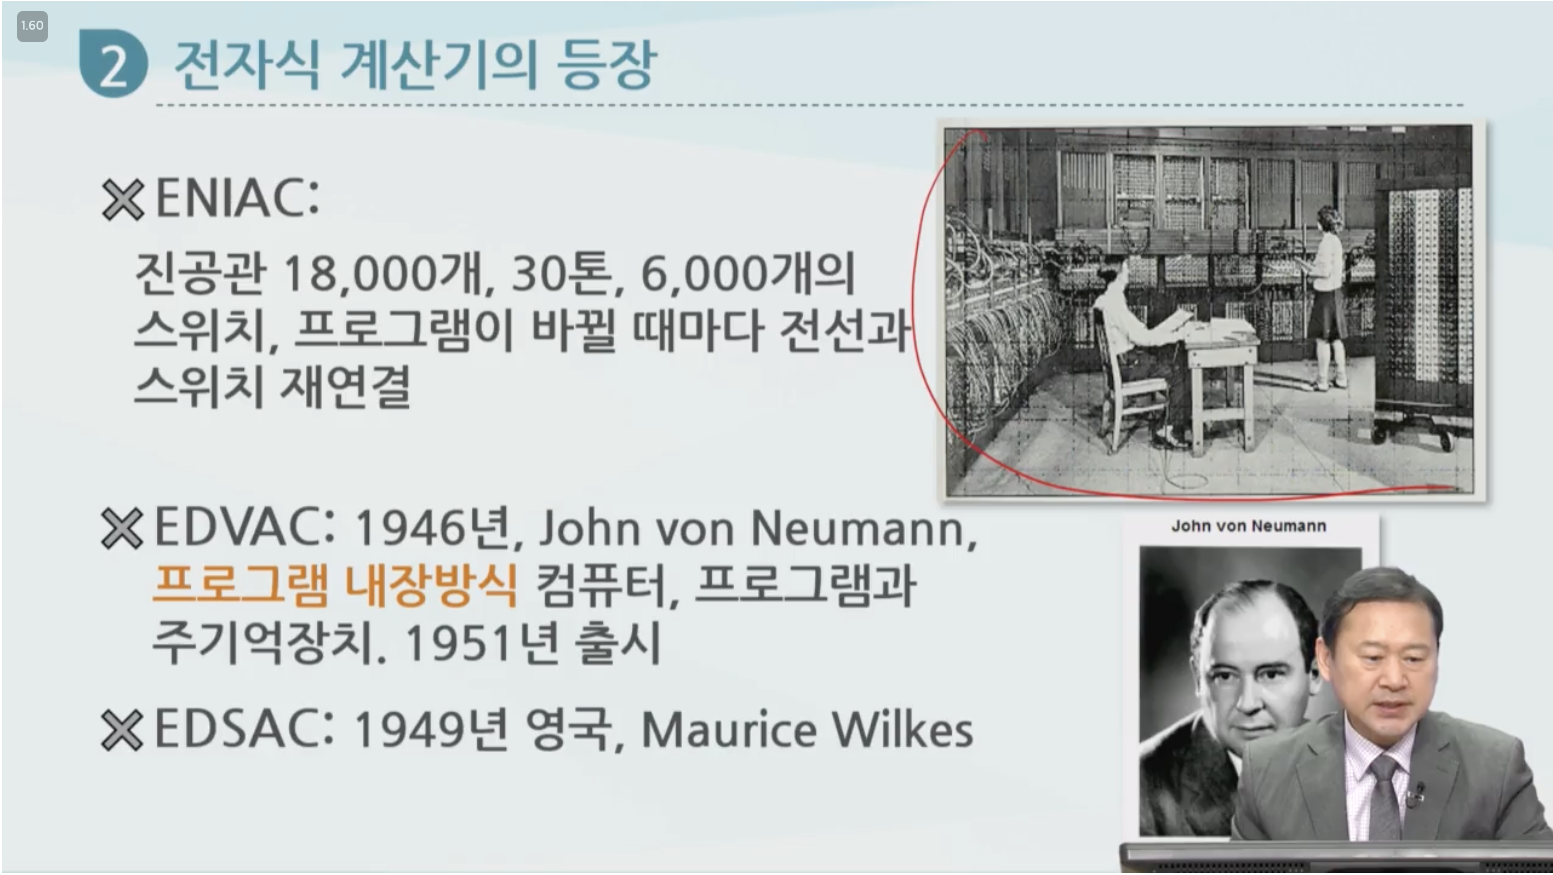 1.60
2 전자식 계산기의 등장
ENIAC:
진공관 18,000개, 30톤, 6,000개의
스위치, 프로그램이 바뀔 때마다 전선과
스위치 재연결
EDVAC: 1946년, John von Neumann,
프로그램 내장방식 컴퓨터, 프로그램과
주기억장치. 1951년 출시
EDSAC: 1949년 영국, Maurice Wilkes
John von Neumann